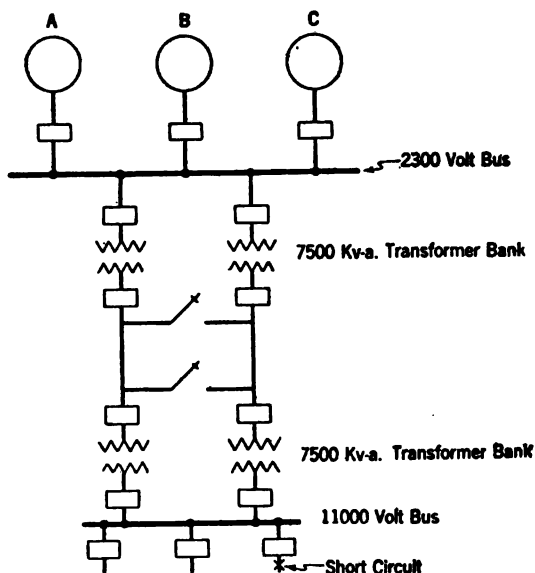 A B C
2300 Volt Bus
7500 Kv-a. Transformer Bank
7500 Kv-a. Transformer Bank
11000 Volt Bus
Short Circuit